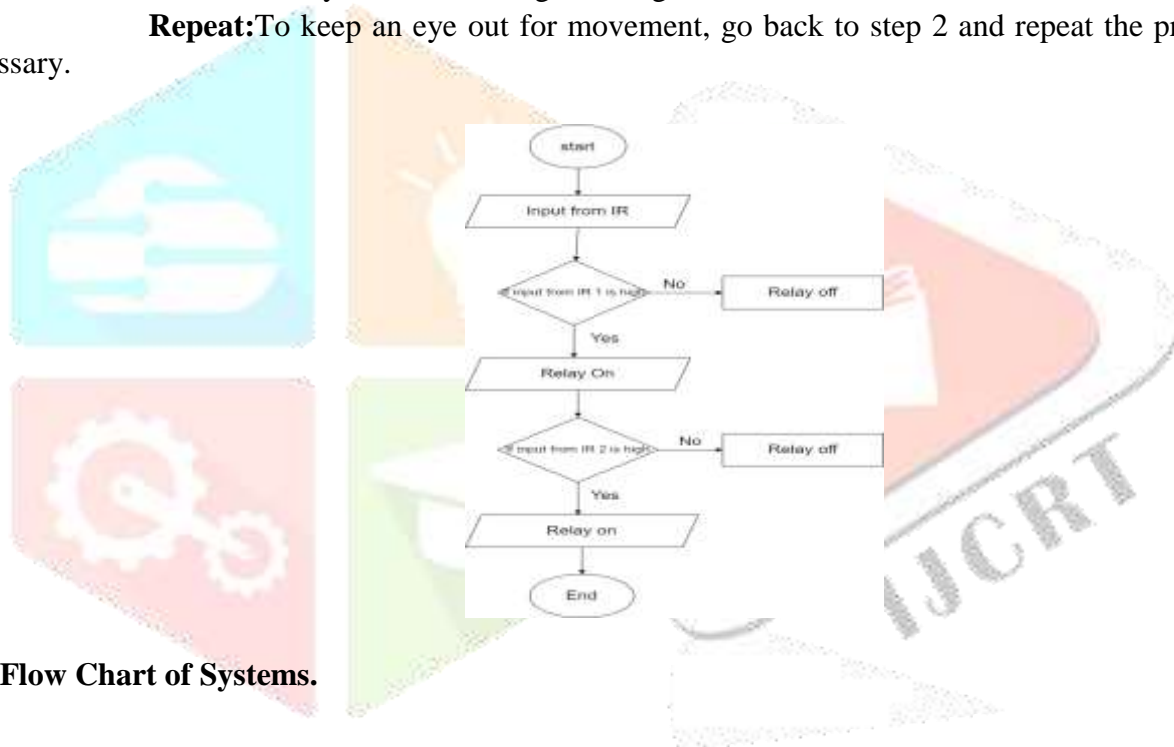 Repeat:To keep an eye out for movement, go back to step 2 and repeat the pr
ssary.
start
Input from IR
If input from IR 1 is high
No
Relay off
Yes
Relay On
If input from IR 2 is high
No
Relay off
Yes
Relay on
End
IJCRT
Flow Chart of Systems.